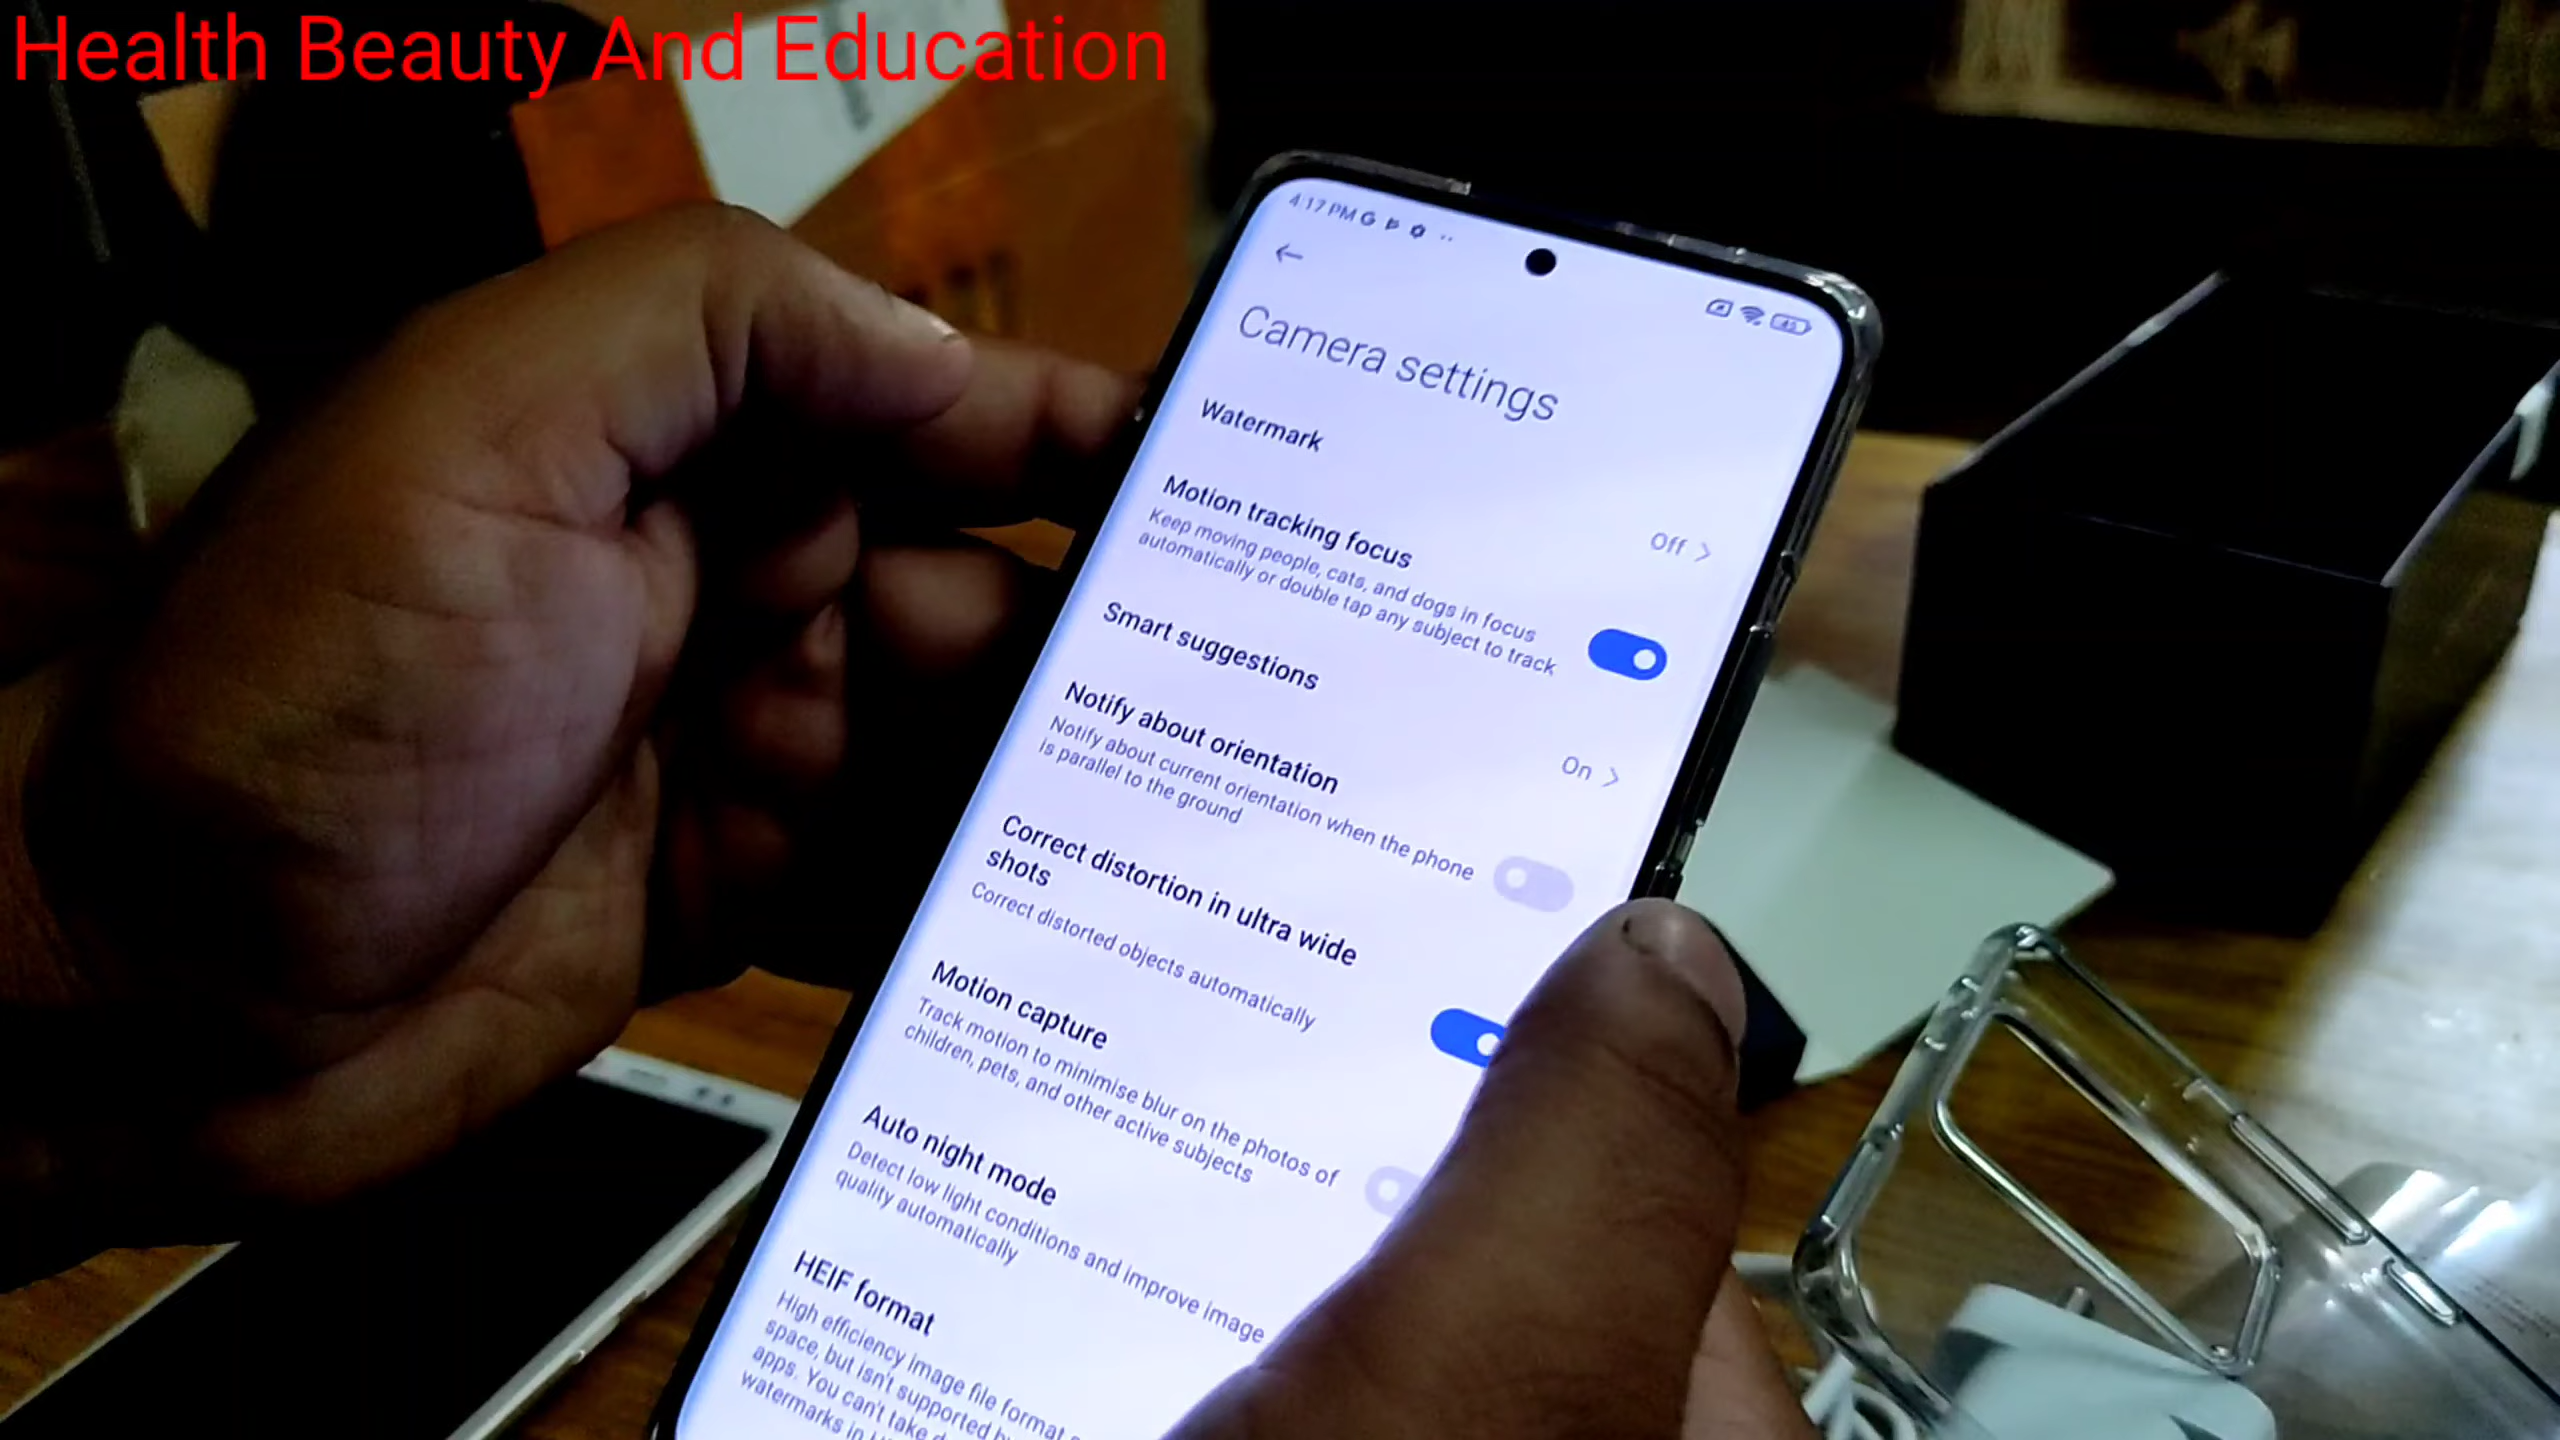 Health Beauty And Education
4:17 PM
Camera settings
Watermark
Off
Motion tracking focus
Keep moving people, cats, and dogs in focus
automatically or double tap any subject to track
Smart suggestions
On
Notify about orientation
Notify about current orientation when the phone
is parallel to the ground
Correct distortion in ultra wide
shots
Correct distorted objects automatically
Motion capture
Track motion to minimise blur on the photos of
children, pets, and other active subjects
Auto night mode
Detect low light conditions and improve image
quality automatically
HEIF format
High efficiency image file format
space, but isn't supported
apps. You can't take
watermarks in